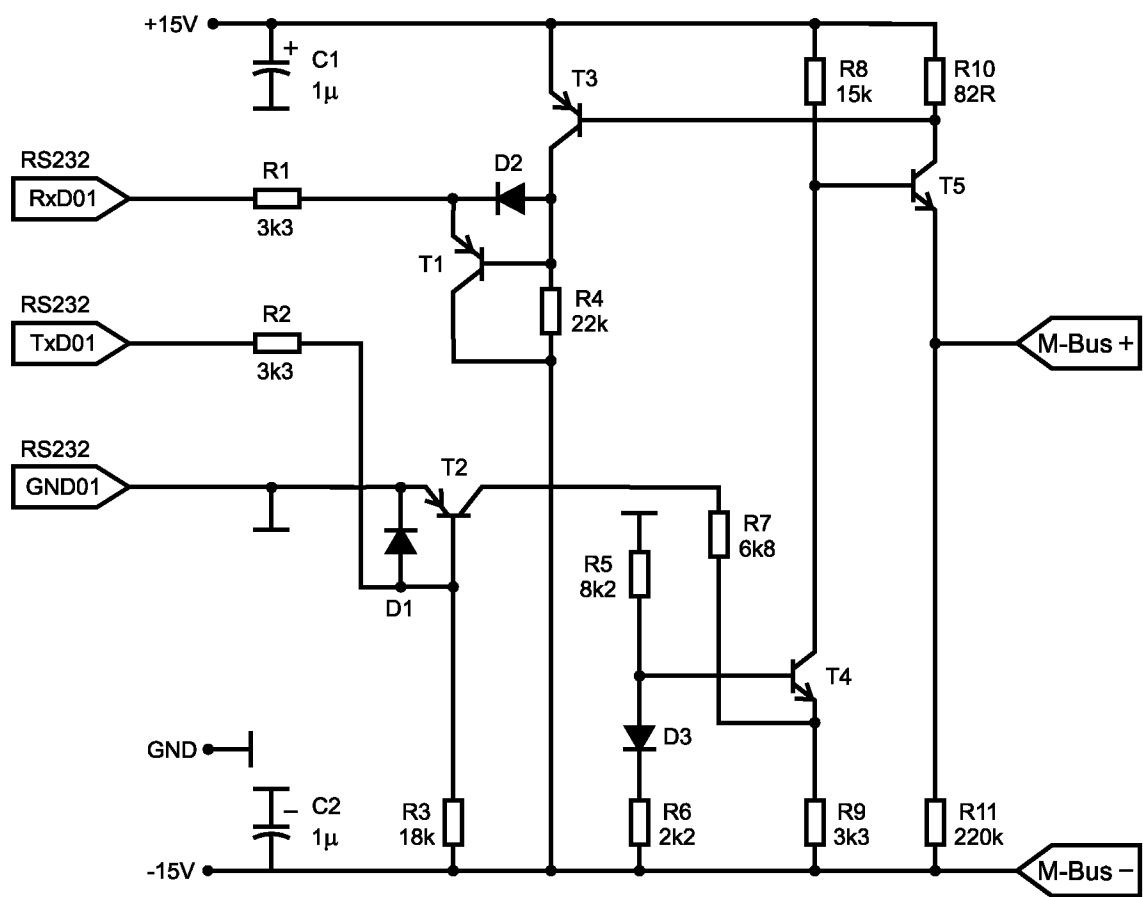 +15V
+
C1
1µ
T3
R8
15k
R10
82R
RS232
RxD01
R1
3k3
D2
T5
T1
R4
22k
RS232
TxD01
R2
3k3
M-Bus +
RS232
GND01
T2
R7
6k8
R5
8k2
D1
T4
D3
GND
–
C2
1µ
R3
18k
R6
2k2
R9
3k3
R11
220k
-15V
M-Bus –